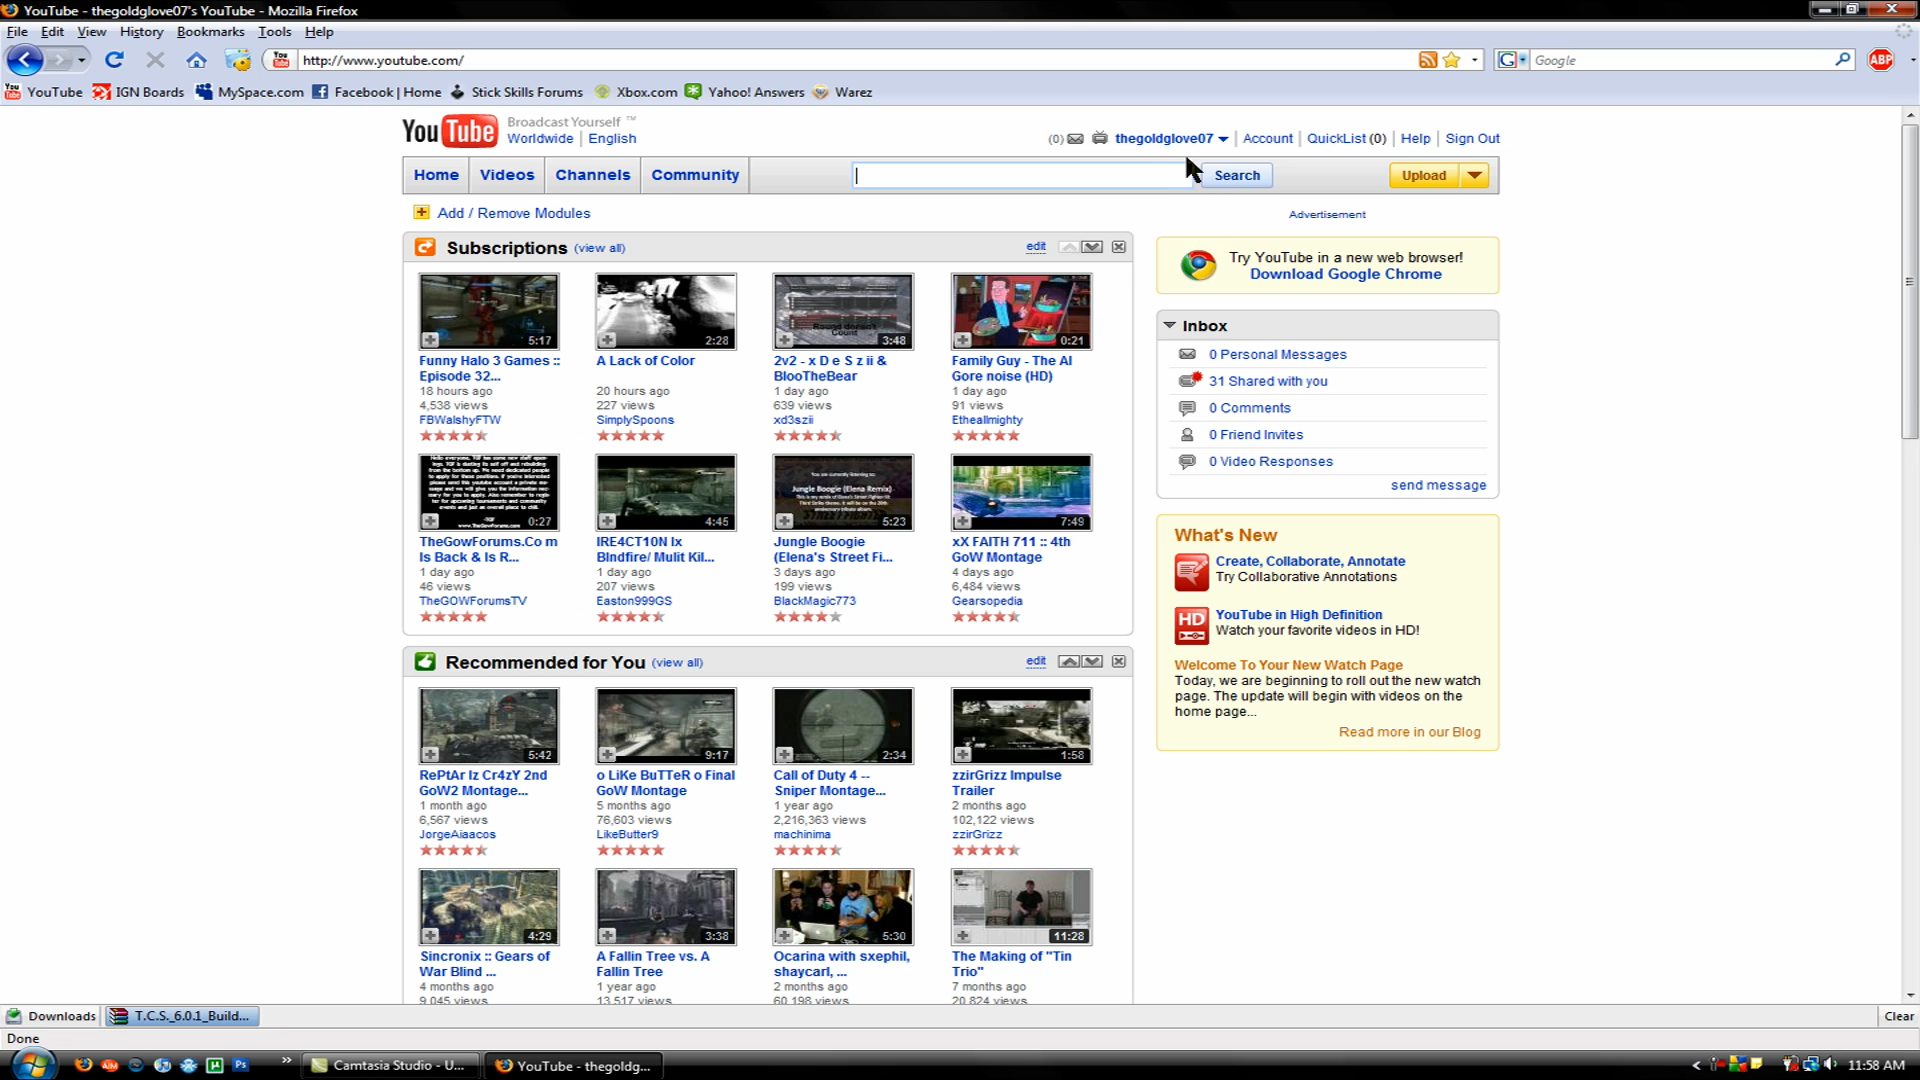 YouTube - thegoldglove07's YouTube - Mozilla Firefox
File Edit View History Bookmarks Tools Help
http://www.youtube.com/
Google
ABP
YouTube IGN Boards MySpace.com Facebook | Home Stick Skills Forums Xbox.com Yahoo! Answers Warez
YouTube Broadcast Yourself ™
Worldwide | English
(0) thegoldglove07 | Account | QuickList (0) | Help | Sign Out
Home Videos Channels Community Search Upload
Add / Remove Modules
Advertisement
Subscriptions (view all) edit
5:17 2:28 3:48 0:21
Funny Halo 3 Games :: A Lack of Color 2v2 - x D e S z ii & Family Guy - The Al
Episode 32... BlooTheBear Gore noise (HD)
18 hours ago 20 hours ago 1 day ago 1 day ago
4,538 views 227 views 639 views 91 views
FBWalshyFTW SimplySpoons xd3szii Etheallmighty
0:27 4:45 5:23 7:49
TheGowForums.Co m IRE4CT10N Ix Jungle Boogie xX FAITH 711 :: 4th
Is Back & Is R... Blndfire/ Mulit Kil... (Elena's Street Fi... GoW Montage
1 day ago 1 day ago 3 days ago 4 days ago
46 views 207 views 199 views 6,484 views
TheGOWForumsTV Easton999GS BlackMagic773 Gearsopedia
Recommended for You (view all) edit
5:42 9:17 2:34 1:58
RePtAr Iz Cr4zY 2nd o LiKe BuTTeR o Final Call of Duty 4 -- zzirGrizz Impulse
GoW2 Montage... GoW Montage Sniper Montage... Trailer
1 month ago 5 months ago 1 year ago 2 months ago
6,567 views 76,603 views 2,216,363 views 102,122 views
JorgeAiaacos LikeButter9 machinima zzirGrizz
4:29 3:38 5:30 11:28
Sincronix :: Gears of A Fallin Tree vs. A Ocarina with sxephil, The Making of "Tin
War Blind ... Fallin Tree shaycarl, ... Trio"
4 months ago 1 year ago 2 months ago 7 months ago
9,045 views 13,517 views 60,198 views 20,824 views
Try YouTube in a new web browser!
Download Google Chrome
Inbox
0 Personal Messages
31 Shared with you
0 Comments
0 Friend Invites
0 Video Responses
send message
What's New
Create, Collaborate, Annotate
Try Collaborative Annotations
HD YouTube in High Definition
Watch your favorite videos in HD!
Welcome To Your New Watch Page
Today, we are beginning to roll out the new watch
page. The update will begin with videos on the
home page...
Read more in our Blog
Downloads T.C.S._6.0.1_Build... Clear
Done
Camtasia Studio - U... YouTube - thegoldg... 11:58 AM